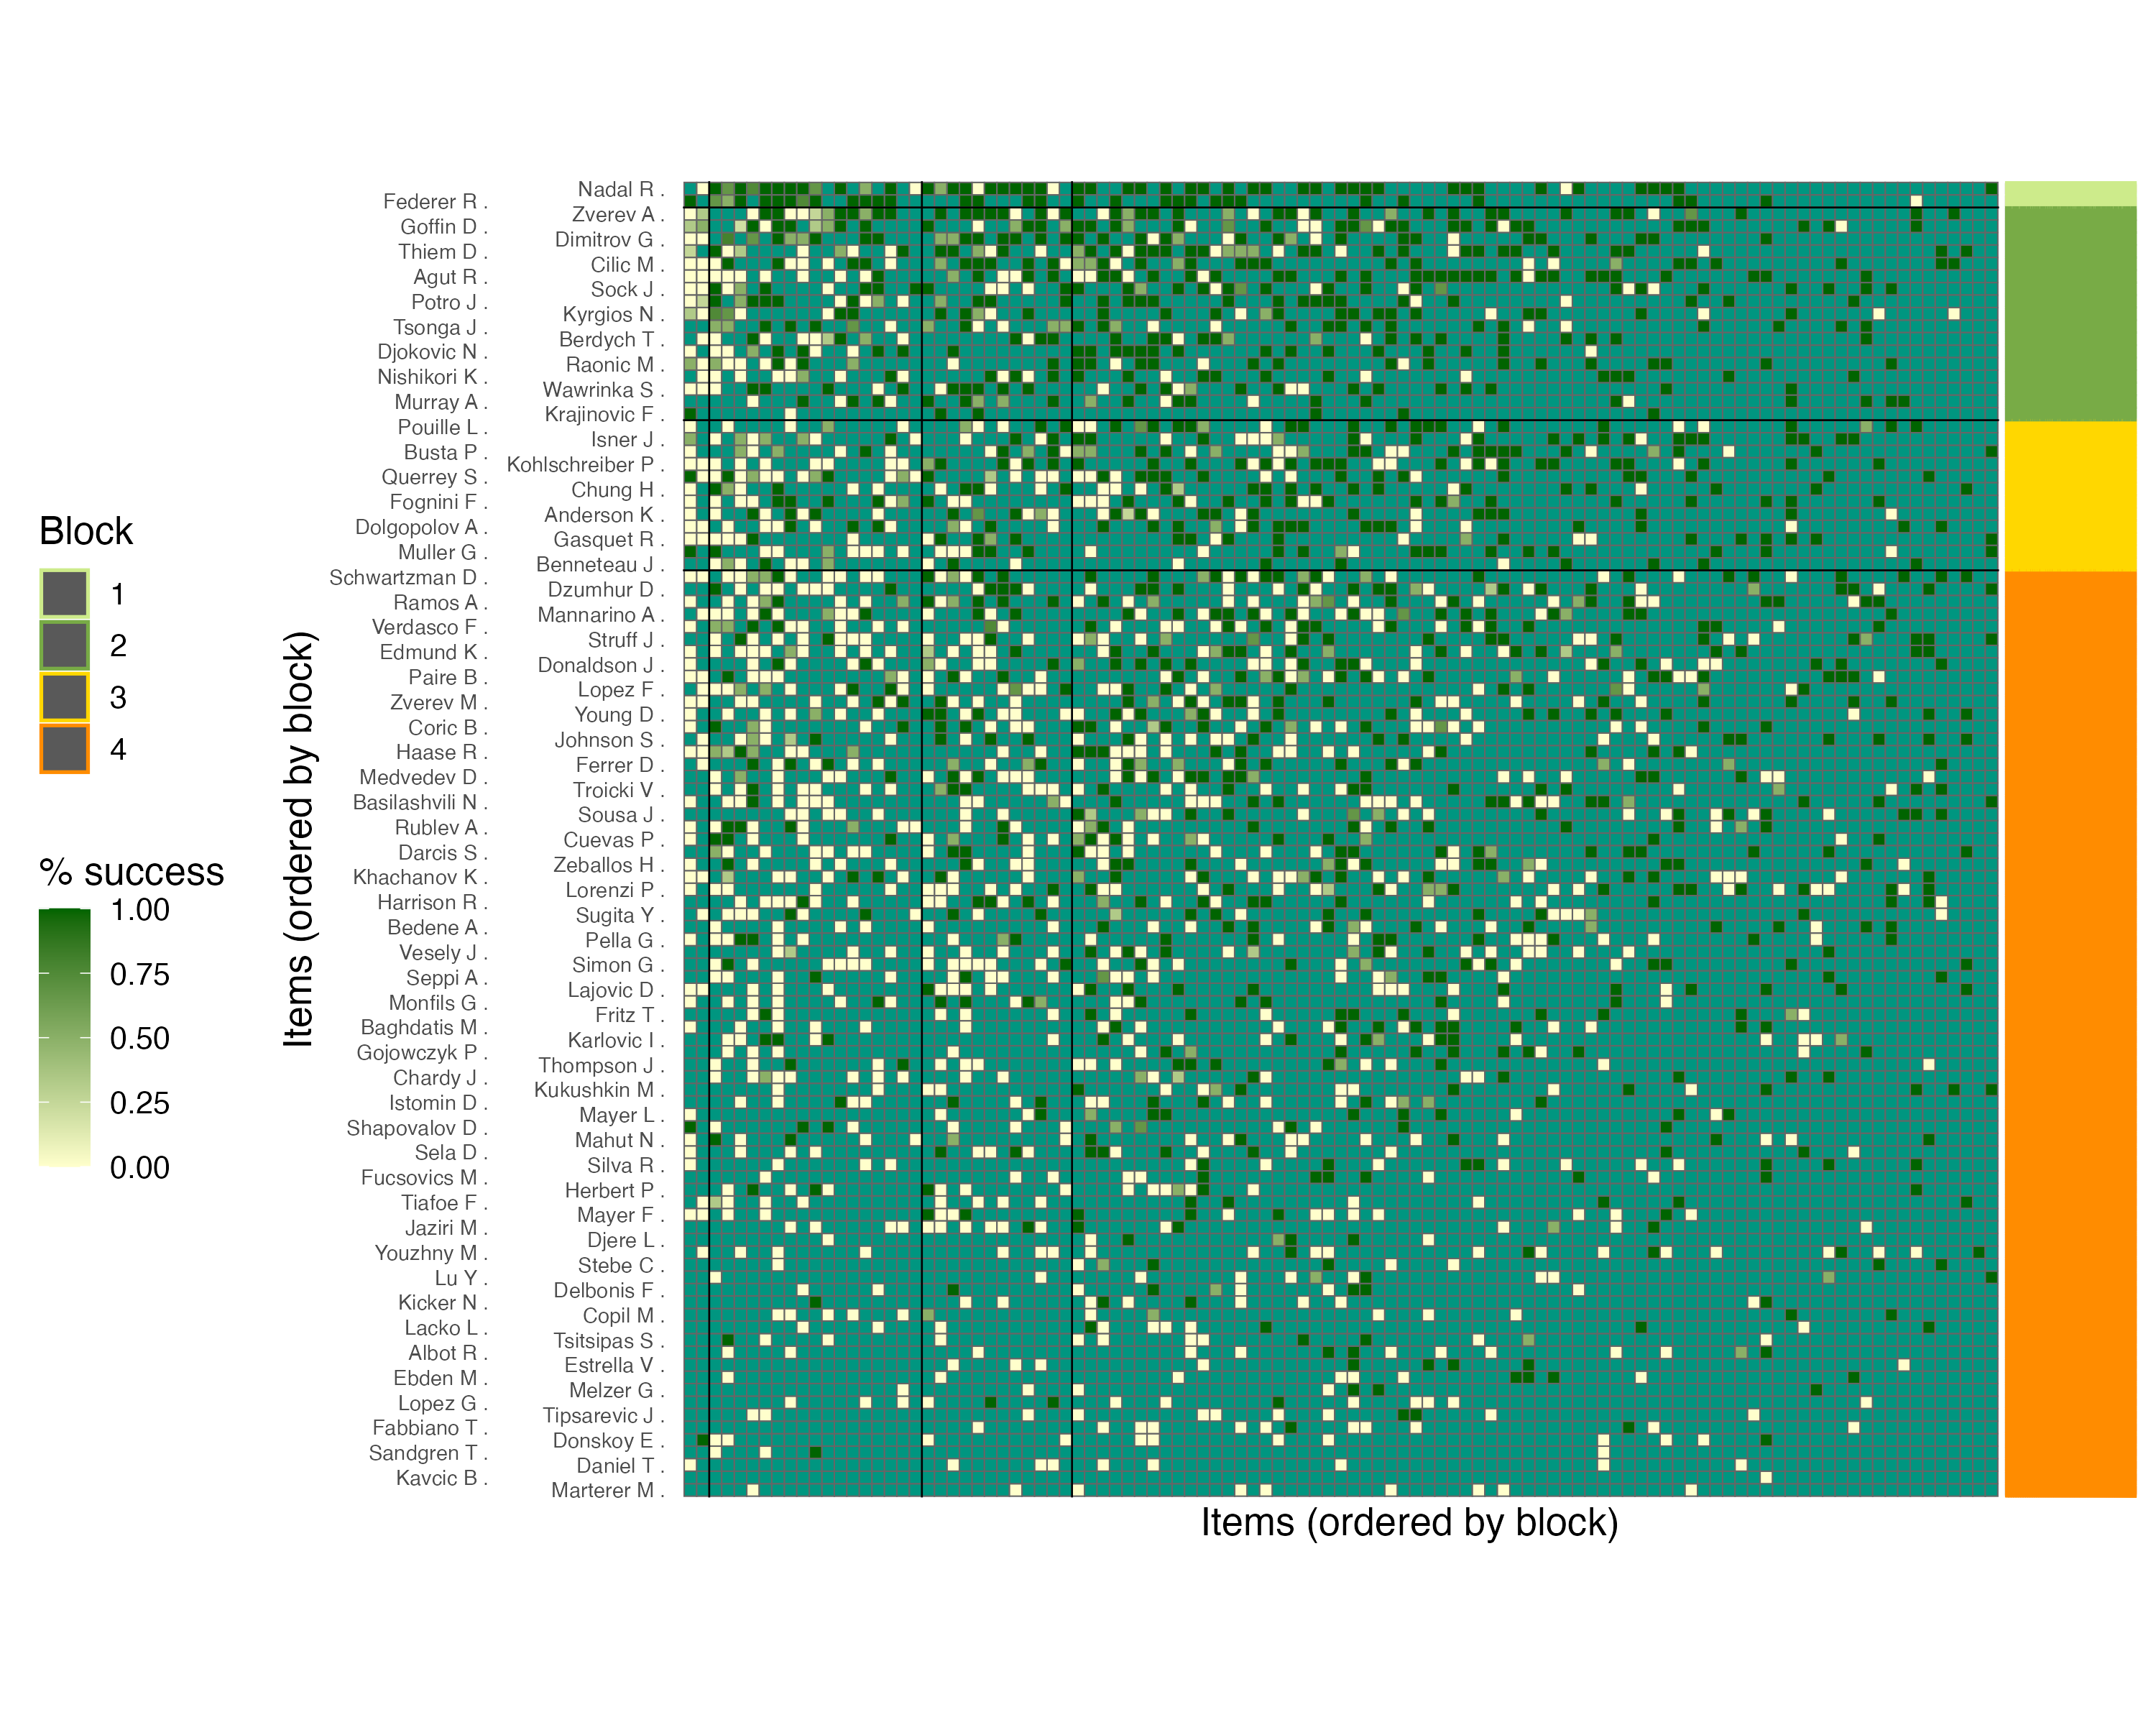 Nadal R .
Federer R .
Zverev A .
Goffin D .
Dimitrov G .
Thiem D .
Cilic M .
Agut R .
Sock J .
Potro J .
Kyrgios N .
Tsonga J .
Berdych T .
Djokovic N .
Raonic M .
Nishikori K .
Wawrinka S .
Murray A .
Krajinovic F .
Pouille L .
Isner J .
Busta P .
Kohlschreiber P .
Querrey S .
Chung H .
Fognini F .
Anderson K .
Dolgopolov A .
Gasquet R .
Muller G .
Benneteau J .
Schwartzman D .
Dzumhur D .
Ramos A .
Mannarino A .
Verdasco F .
Struff J .
Edmund K .
Donaldson J .
Paire B .
Lopez F .
Zverev M .
Young D .
Coric B .
Johnson S .
Haase R .
Ferrer D .
Medvedev D .
Troicki V .
Basilashvili N .
Sousa J .
Rublev A .
Cuevas P .
Darcis S .
Zeballos H .
Khachanov K .
Lorenzi P .
Harrison R .
Sugita Y .
Bedene A .
Pella G .
Vesely J .
Simon G .
Seppi A .
Lajovic D .
Monfils G .
Fritz T .
Baghdatis M .
Karlovic I .
Gojowczyk P .
Thompson J .
Chardy J .
Kukushkin M .
Istomin D .
Mayer L .
Shapovalov D .
Mahut N .
Sela D .
Silva R .
Fucsovics M .
Herbert P .
Tiafoe F .
Mayer F .
Jaziri M .
Djere L .
Youzhny M .
Stebe C .
Lu Y .
Delbonis F .
Kicker N .
Copil M .
Lacko L .
Tsitsipas S .
Albot R .
Estrella V .
Ebden M .
Melzer G .
Lopez G .
Tipsarevic J .
Fabbiano T .
Donskoy E .
Sandgren T .
Daniel T .
Kavcic B .
Marterer M .
Items (ordered by block)
Items (ordered by block)
Block
1
2
3
4
% success
1.00
0.75
0.50
0.25
0.00